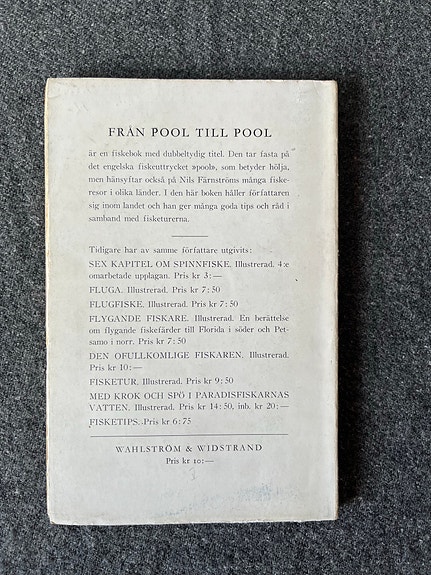 FRÅN POOL TILL POOL
är en fiskebok med dubbeltydig titel. Den tar fasta på
det engelska fiskeuttrycket »pool», som betyder hölja,
men hänsyftar också på Nils Färnströms många fiske-
resor i olika länder. I den här boken håller författaren
sig inom landet och han ger många goda tips och råd i
samband med fisketurerna.
Tidigare har av samme författare utgivits:
SEX KAPITEL OM SPINNFISKE. Illustrerad. 4:e
omarbetade upplagan. Pris kr 3:—
FLUGA. Illustrerad. Pris kr 7:50
FLUGFISKE. Illustrerad. Pris kr 7:50
FLYGANDE FISKARE. Illustrerad. En berättelse
om flygande fiskefärder till Florida i söder och Pet-
samo i norr. Pris kr 7:50
DEN OFULLKOMLIGE FISKAREN. Illustrerad.
Pris kr 10:—
FISKETUR. Illustrerad. Pris kr 9:50
MED KROK OCH SPÖ I PARADISFISKARNAS
VATTEN. Illustrerad. Pris kr 14:50, inb. kr 20:—
FISKETIPS. Pris kr 6:75
WAHLSTRÖM & WIDSTRAND
Pris kr 10:—